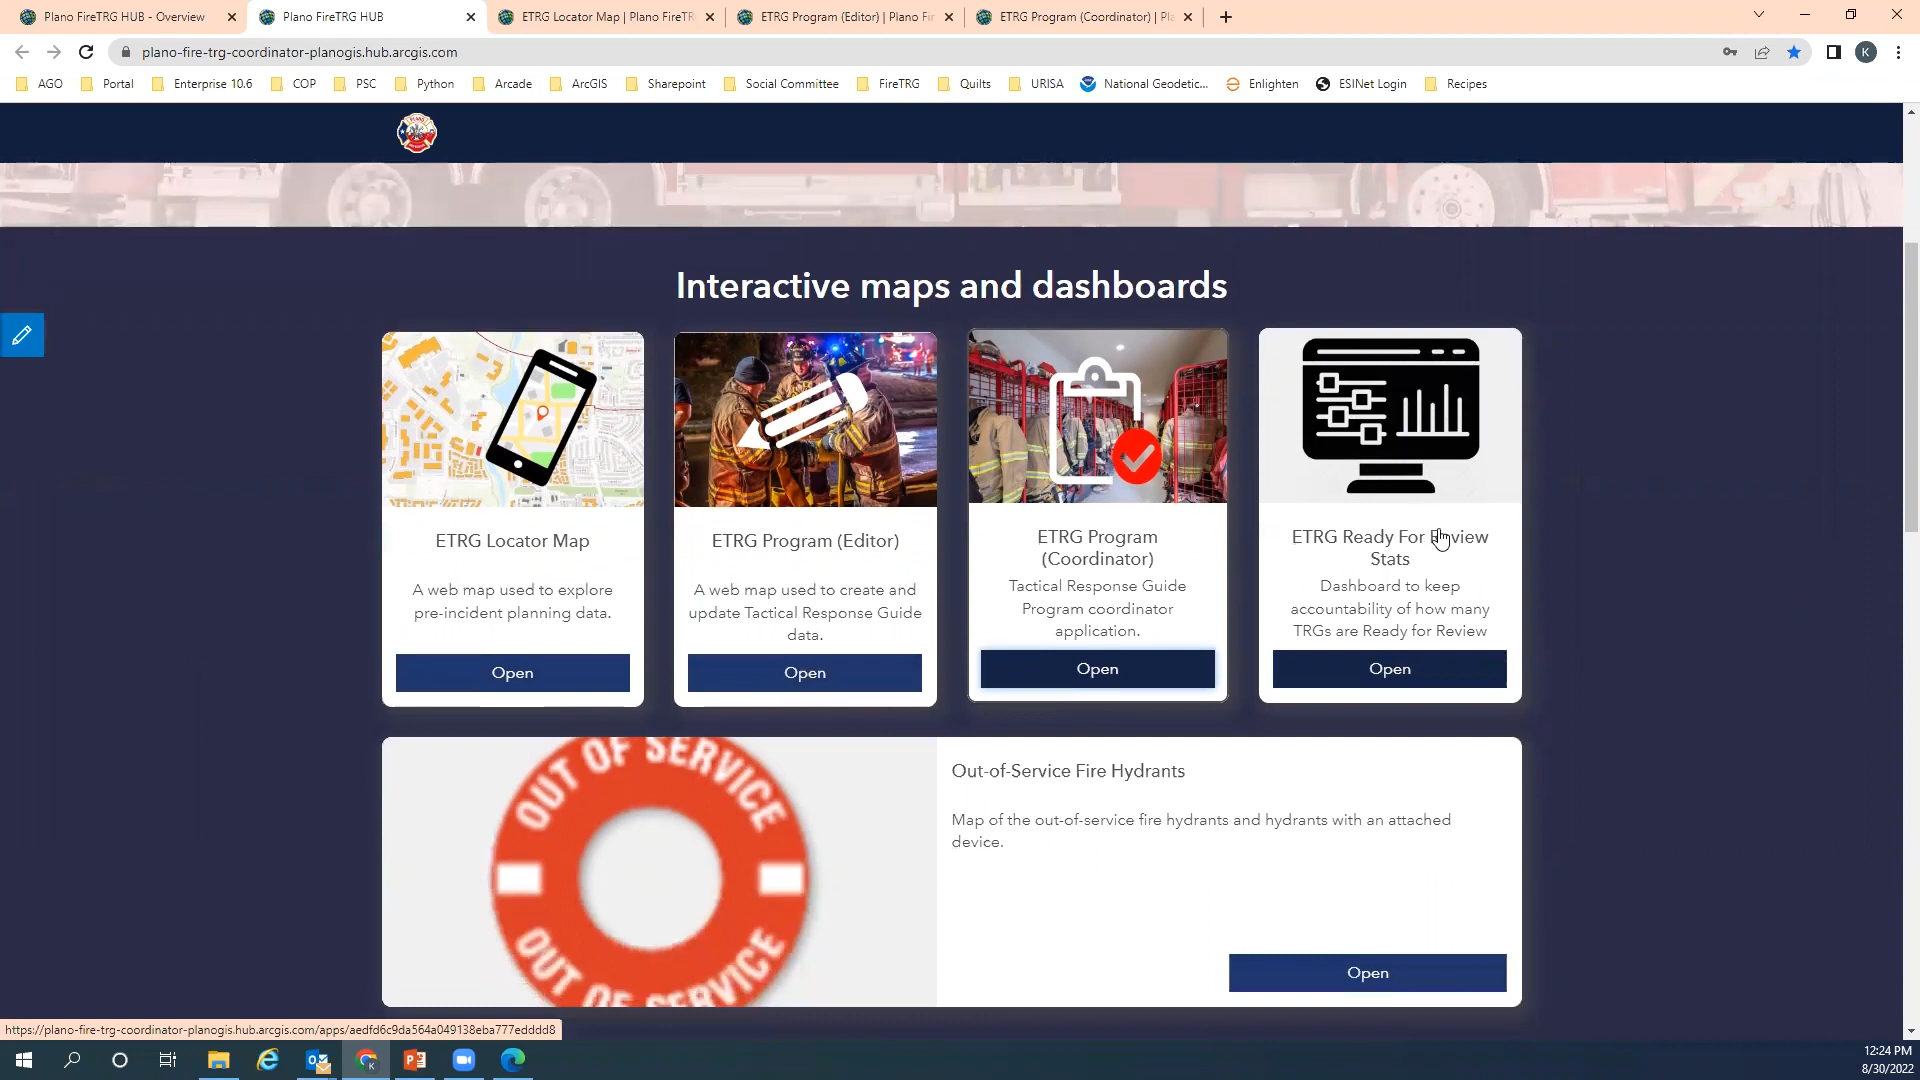 Plano FireTRG HUB - Overview
Plano FireTRG HUB
ETRG Locator Map | Plano FireTR
ETRG Program (Editor) | Plano Fir
ETRG Program (Coordinator) | Pla
plano-fire-trg-coordinator-planogis.hub.arcgis.com
K
AGO
Portal
Enterprise 10.6
COP
PSC
Python
Arcade
ArcGIS
Sharepoint
Social Committee
FireTRG
Quilts
URISA
National Geodetic...
Enlighten
ESINet Login
Recipes
Interactive maps and dashboards
ETRG Locator Map
A web map used to explore
pre-incident planning data.
Open
ETRG Program (Editor)
A web map used to create and
update Tactical Response Guide
data.
Open
ETRG Program
(Coordinator)
Tactical Response Guide
Program coordinator
application.
Open
ETRG Ready For Review
Stats
Dashboard to keep
accountability of how many
TRGs are Ready for Review
Open
OUT OF SERVICE
OUT OF SERVICE
Out-of-Service Fire Hydrants
Map of the out-of-service fire hydrants and hydrants with an attached
device.
Open
https://plano-fire-trg-coordinator-planogis.hub.arcgis.com/apps/aedfd6c9da564a049138eba777edddd8
12:24 PM
8/30/2022